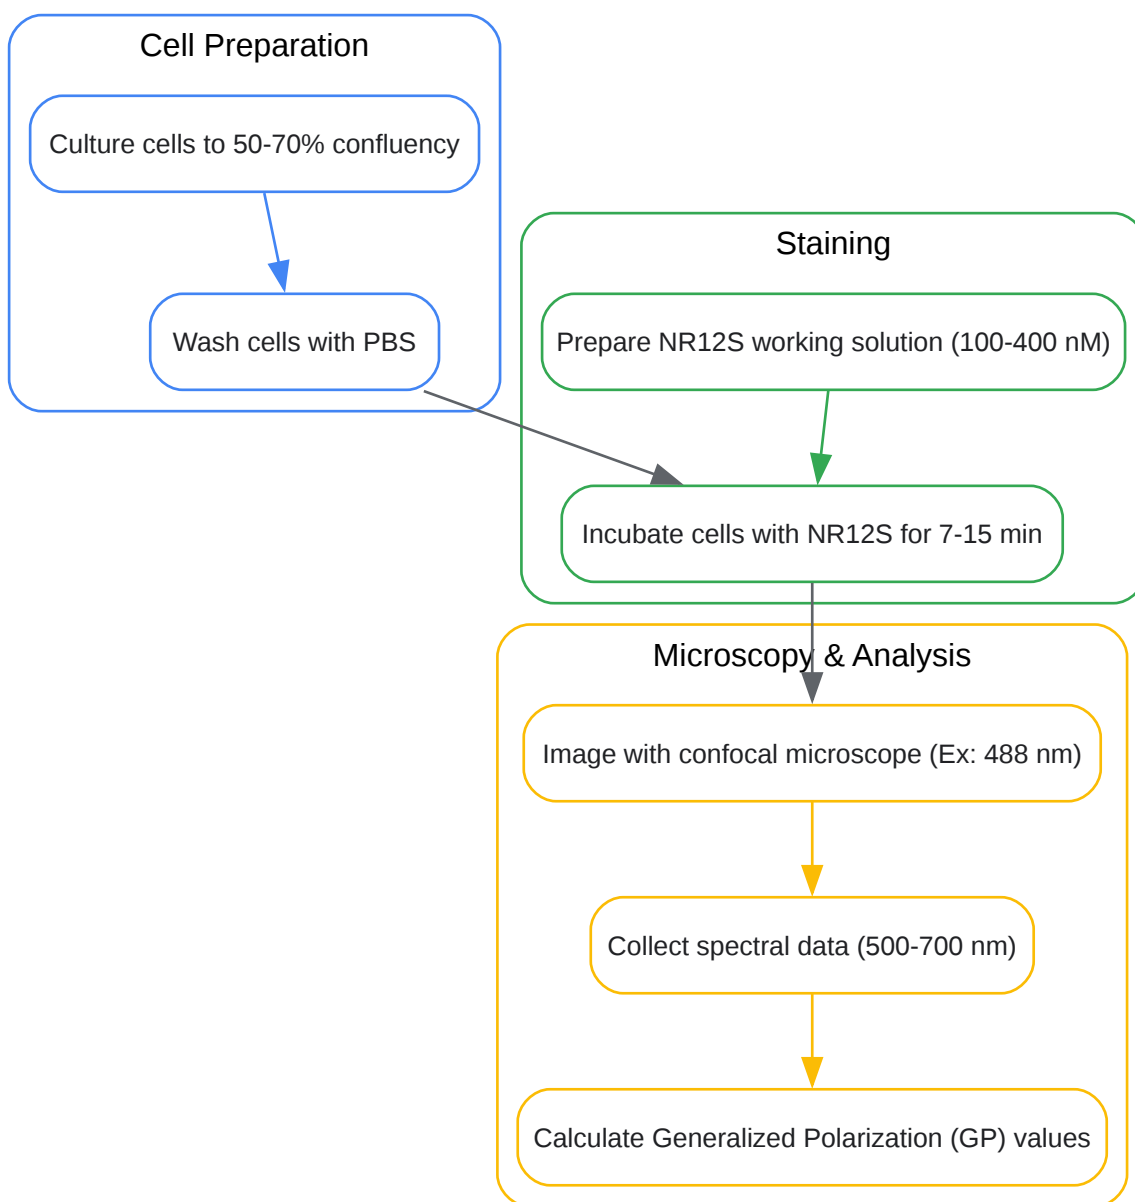 Cell Preparation
Culture cells to 50-70% confluency
Wash cells with PBS
Staining
Prepare NR12S working solution (100-400 nM)
Incubate cells with NR12S for 7-15 min
Microscopy & Analysis
Image with confocal microscope (Ex: 488 nm)
Collect spectral data (500-700 nm)
Calculate Generalized Polarization (GP) values